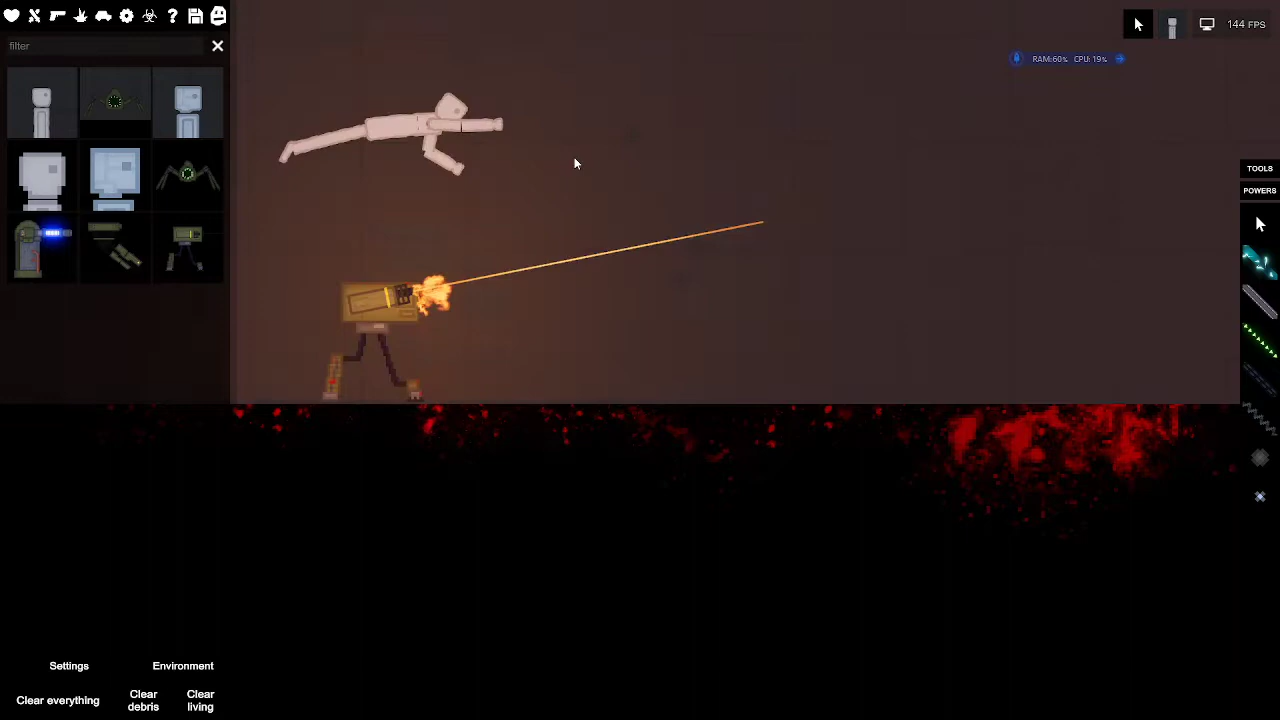 144 FPS
filter
RAM:60% CPU: 19%
TOOLS
POWERS
Settings Environment
Clear everything Clear debris Clear living